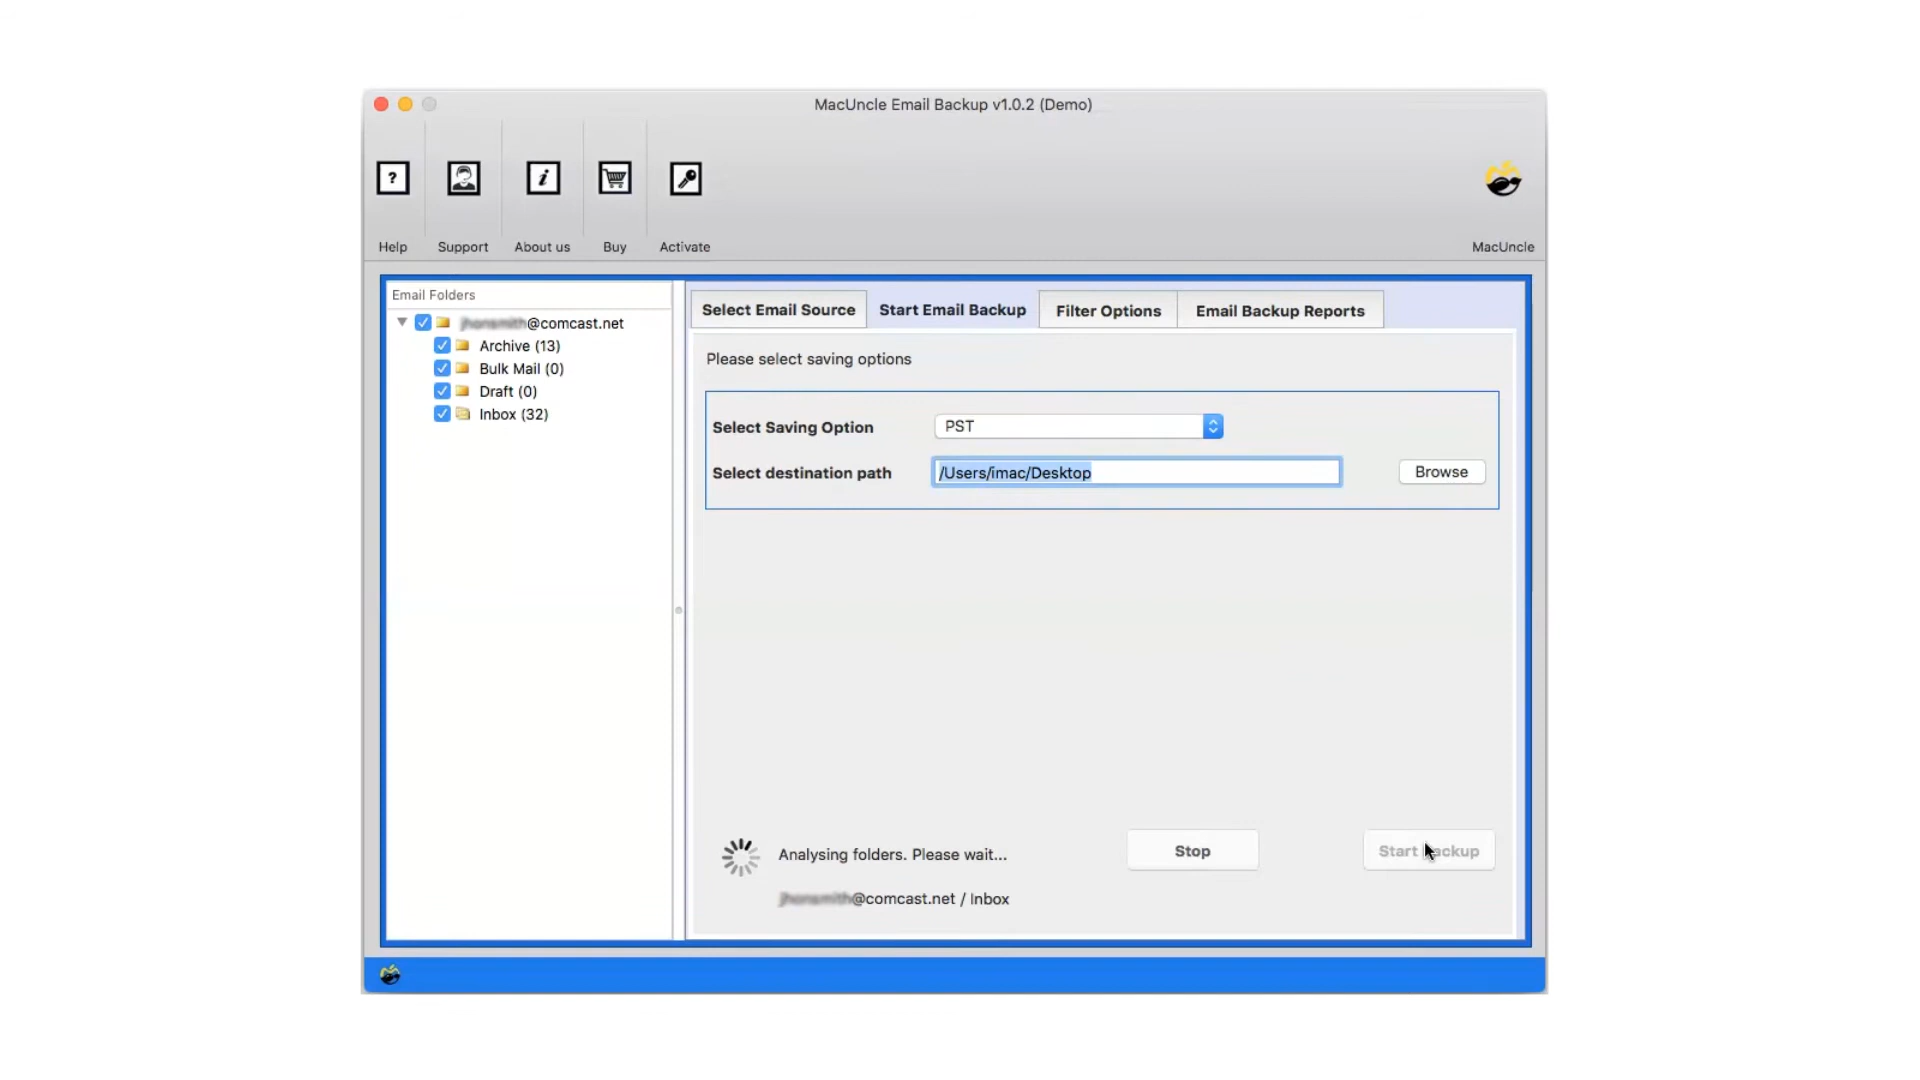 MacUncle Email Backup v1.0.2 (Demo)
?
i
Help
Support
About us
Buy
Activate
MacUncle
Email Folders
@comcast.net
Archive (13)
Bulk Mail (0)
Draft (0)
Inbox (32)
Select Email Source
Start Email Backup
Filter Options
Email Backup Reports
Please select saving options
Select Saving Option
PST
Select destination path
/Users/imac/Desktop
Browse
Analysing folders. Please wait...
Stop
Start Backup
@comcast.net / Inbox